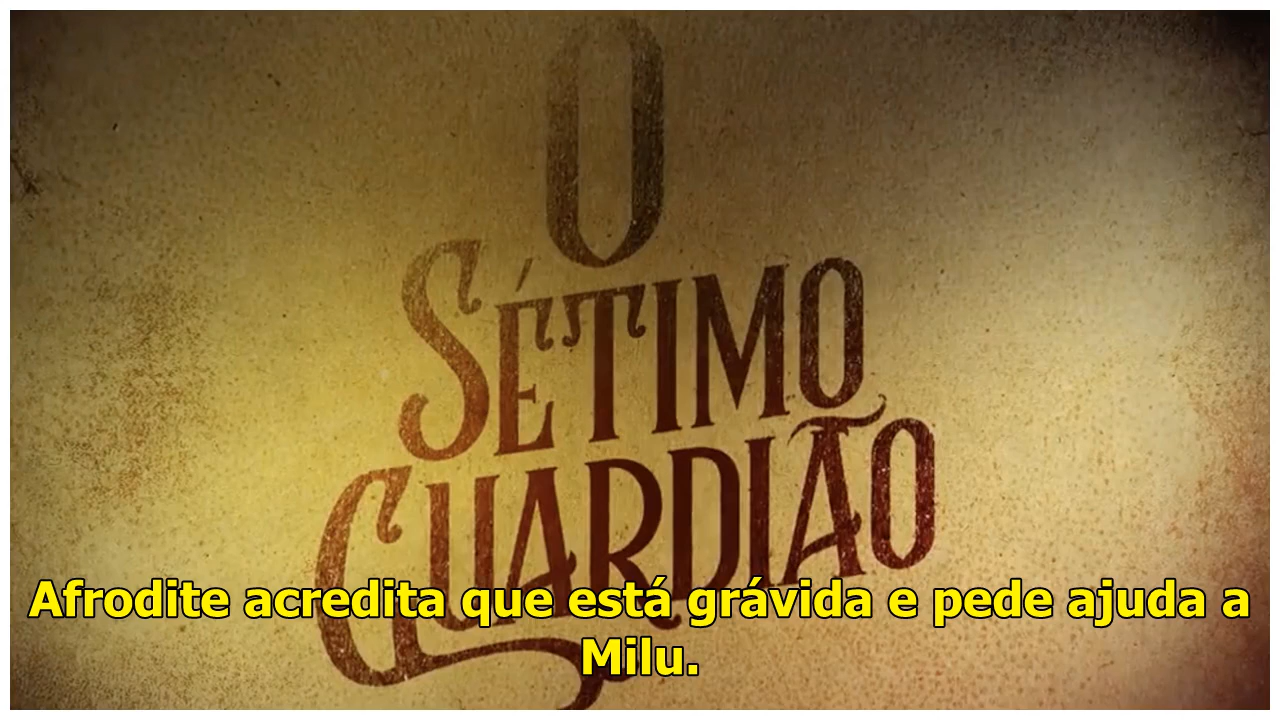 O
SÉTIMO
GUARDIÃO
Afrodite acredita que está grávida e pede ajuda a
Milu.